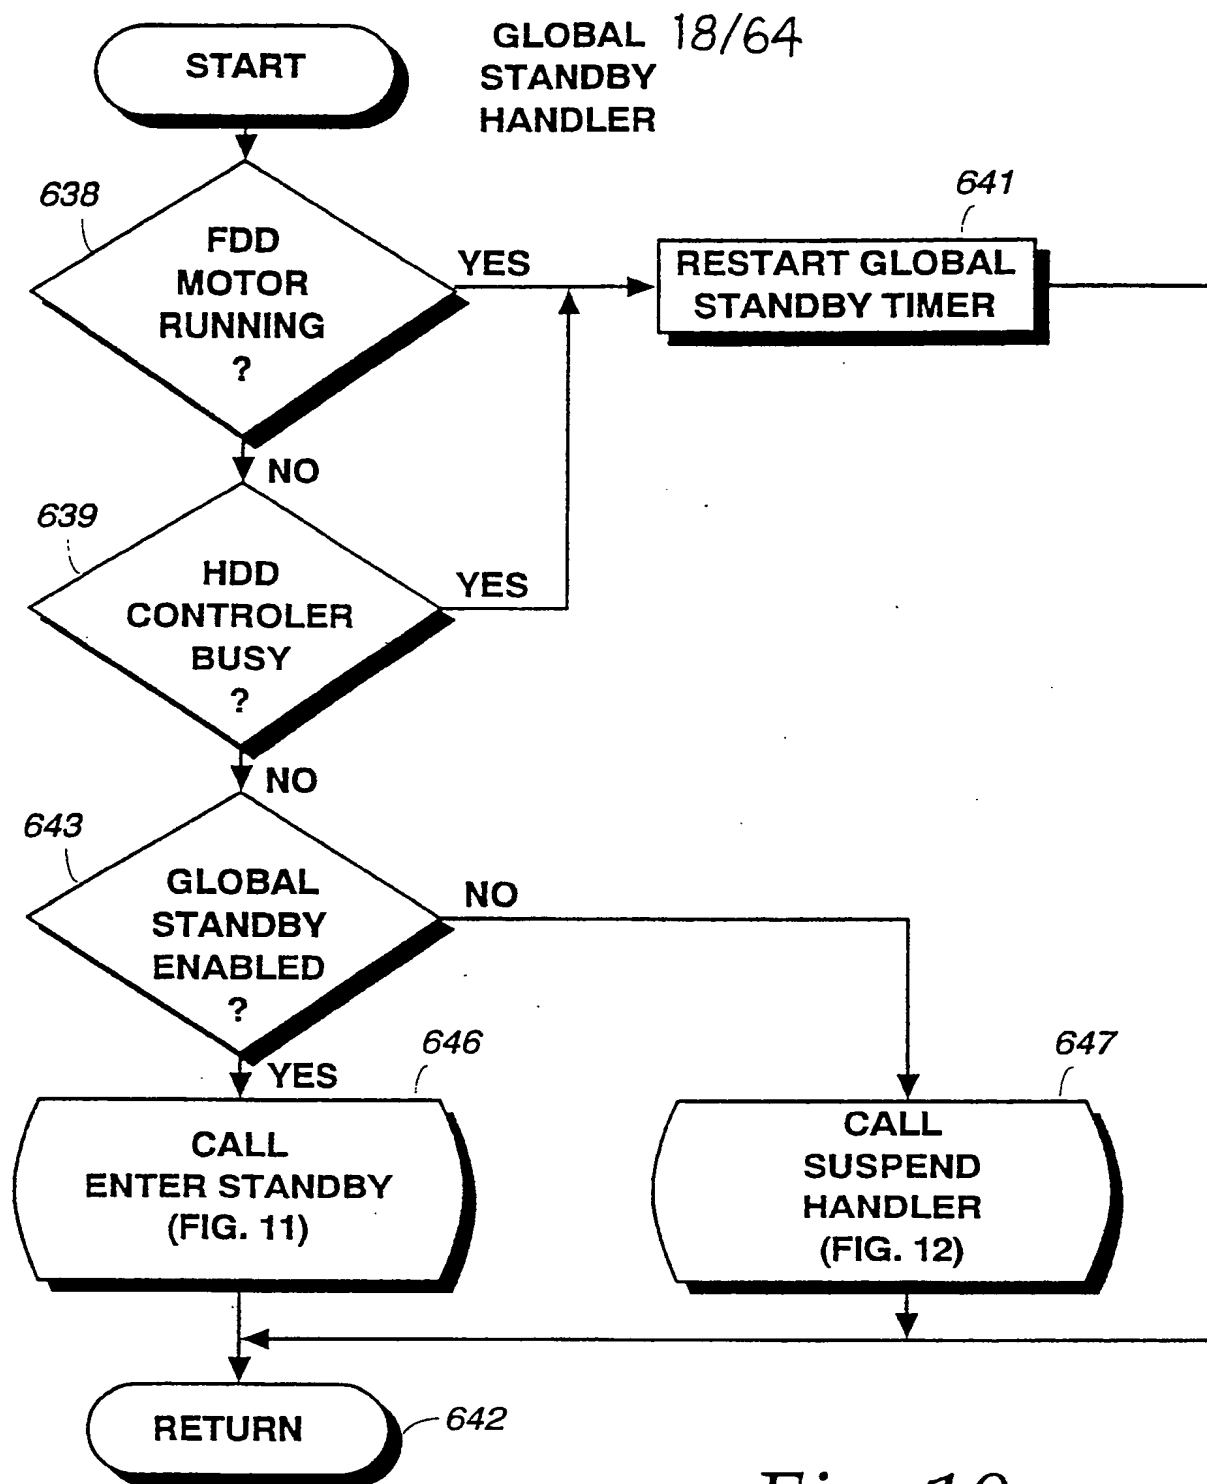 GLOBAL 18/64
STANDBY
HANDLER
START
638
FDD
MOTOR
RUNNING
?
YES
641
RESTART GLOBAL
STANDBY TIMER
NO
639
HDD
CONTROLER
BUSY
?
YES
NO
643
GLOBAL
STANDBY
ENABLED
?
NO
YES
646
CALL
ENTER STANDBY
(FIG. 11)
647
CALL
SUSPEND
HANDLER
(FIG. 12)
RETURN
642